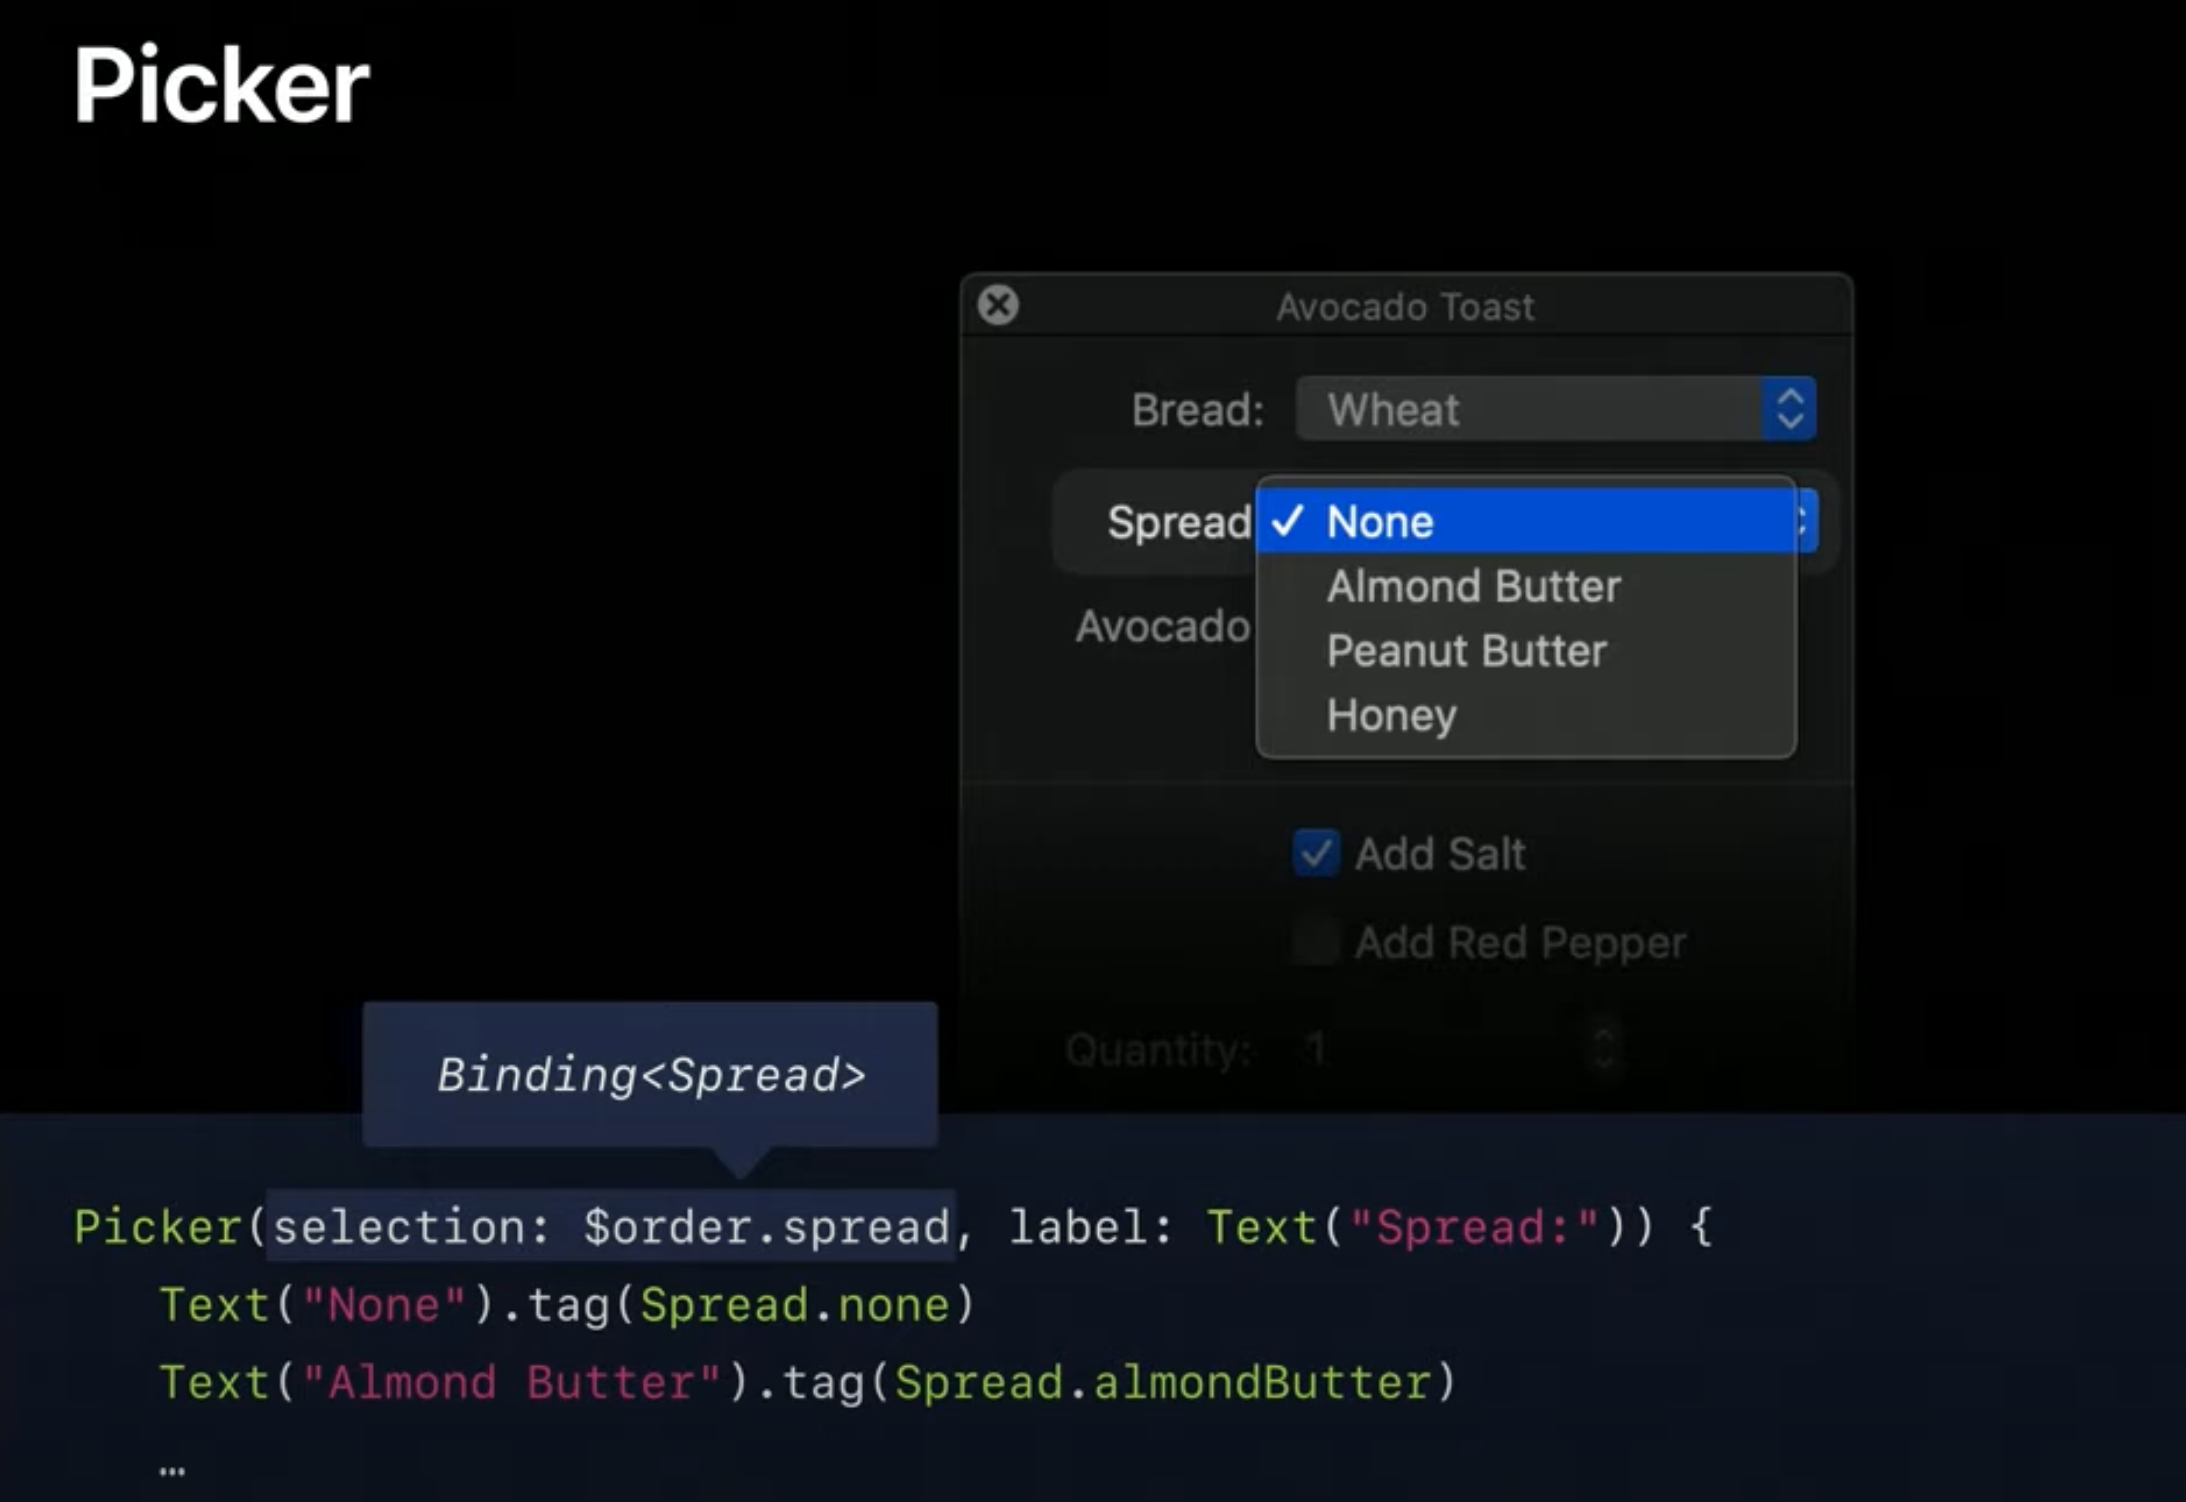 Picker
Avocado Toast
Bread: Wheat
Spread None
Almond Butter
Avocado
Peanut Butter
Honey
Add Salt
Add Red Pepper
Quantity: 1
Binding<Spread>
Picker(selection: $order.spread, label: Text("Spread:")) {
Text("None").tag(Spread.none)
Text("Almond Butter").tag(Spread.almondButter)
…